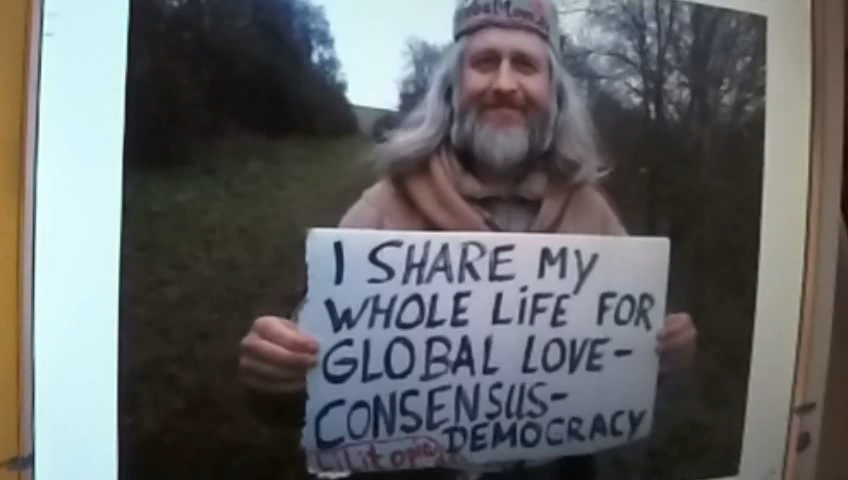 I SHARE MY
WHOLE LiFE FOR
GLOBAL LOVE-
CONSENSUS-
DEMOCRACY